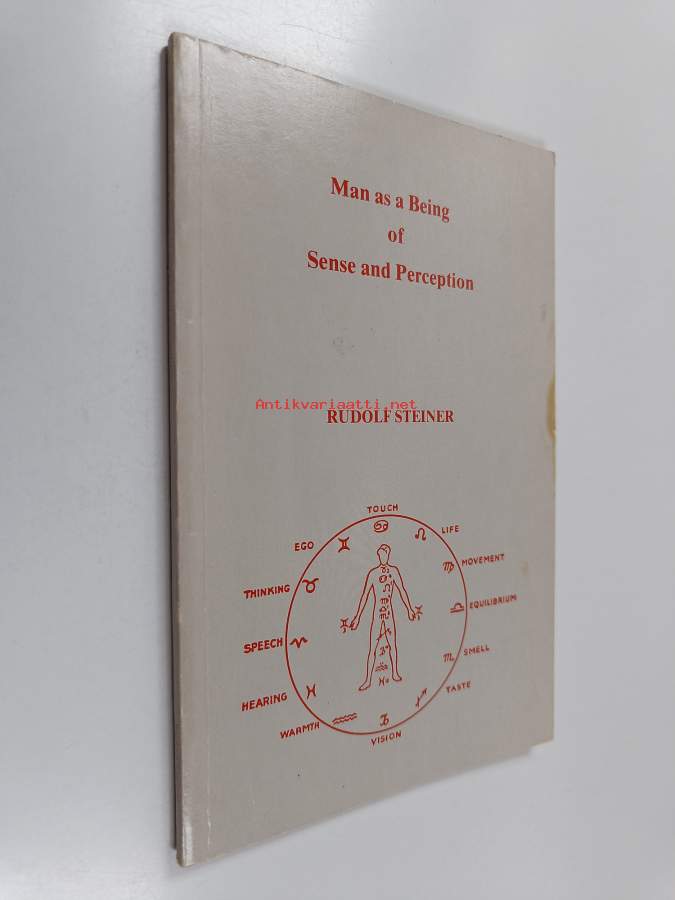 Man as a Being
of
Sense and Perception
Antikvariaatti.net
RUDOLF STEINER
TOUCH
EGO
LIFE
THINKING
MOVEMENT
SPEECH
EQUILIBRIUM
HEARING
SMELL
WARMTH
TASTE
VISION